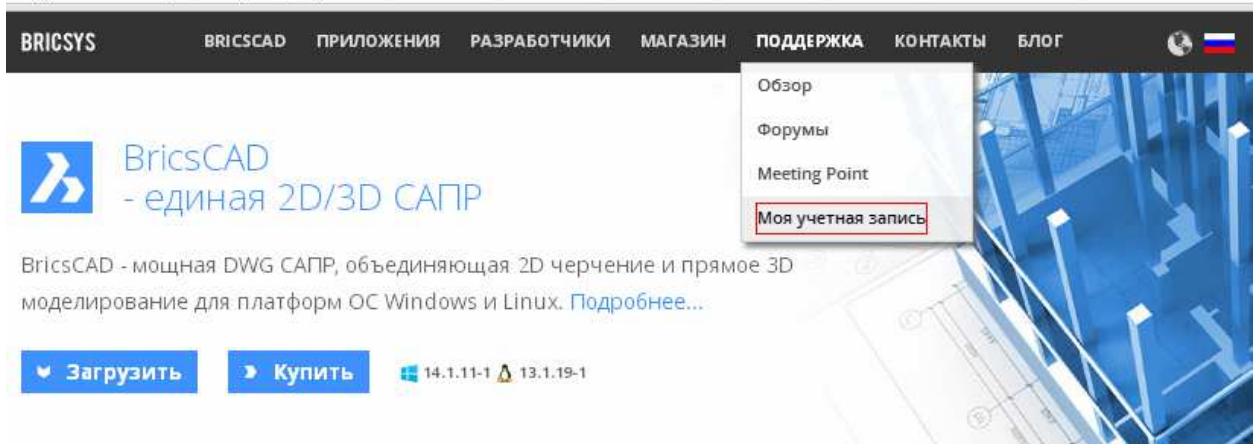 BRICSYS BRICSCAD ПРИЛОЖЕНИЯ РАЗРАБОТЧИКИ МАГАЗИН ПОДДЕРЖКА КОНТАКТЫ БЛОГ
Обзор
Форумы
Meeting Point
Моя учетная запись
BricsCAD
- единая 2D/3D САПР
BricsCAD - мощная DWG САПР, объединяющая 2D черчение и прямое 3D
моделирование для платформ ОС Windows и Linux. Подробнее...
Загрузить Купить 14.1.11-1 13.1.19-1